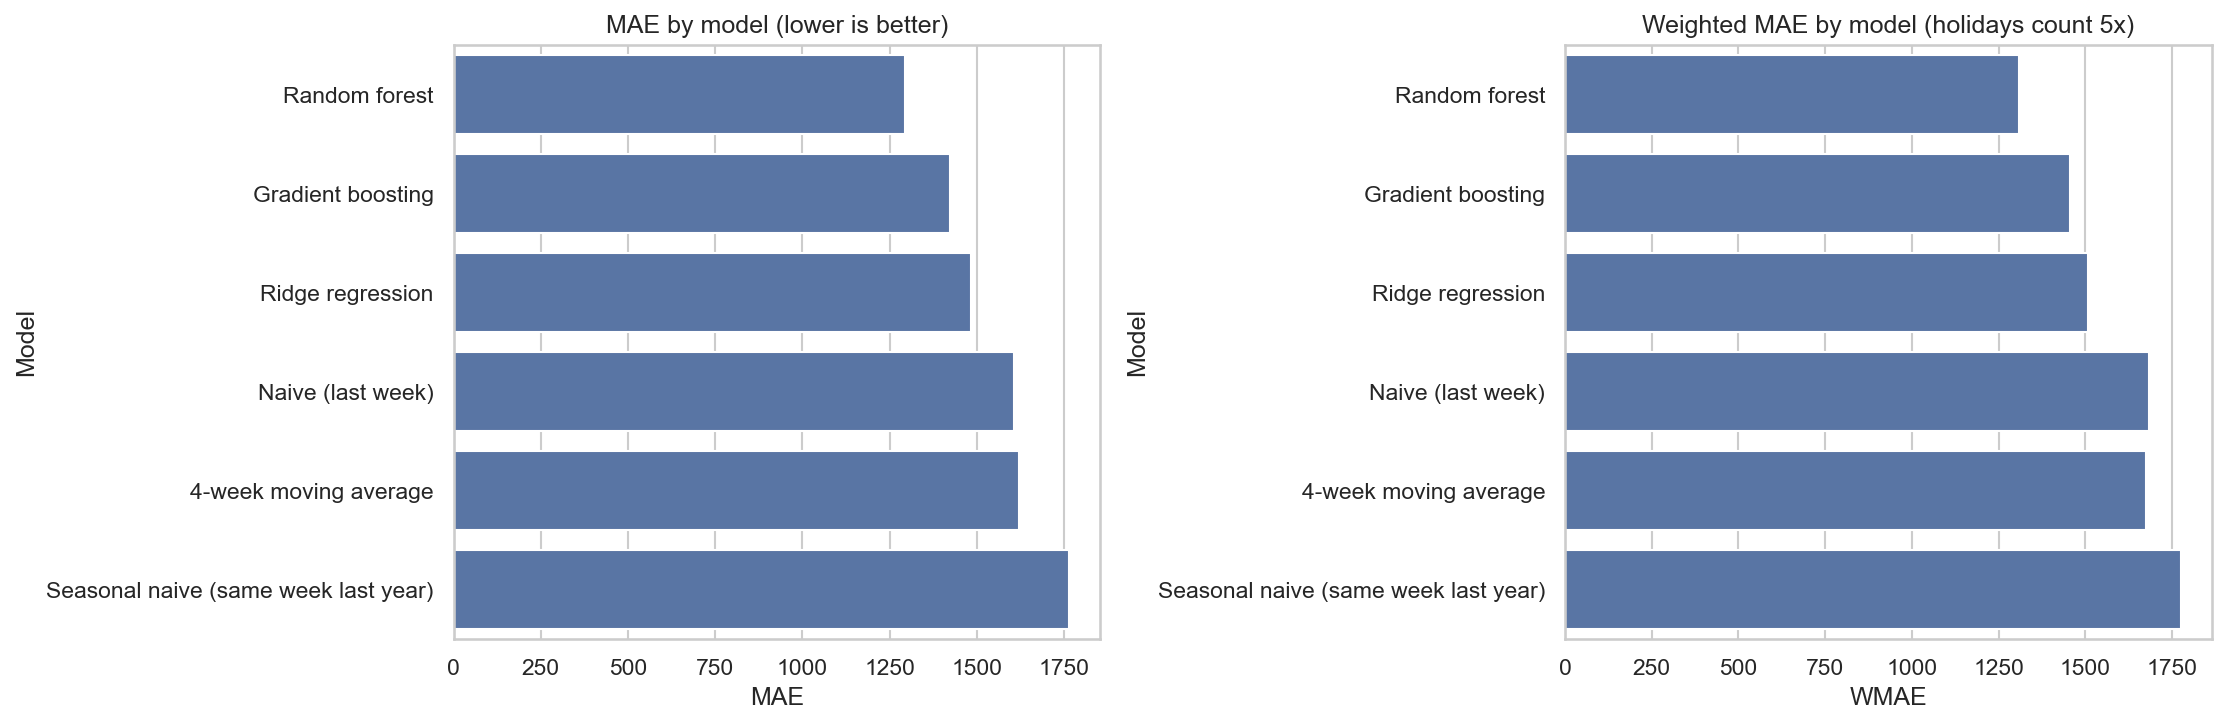 MAE by model (lower is better)
Model
Random forest
Gradient boosting
Ridge regression
Naive (last week)
4-week moving average
Seasonal naive (same week last year)
0 250 500 750 1000 1250 1500 1750
MAE
Weighted MAE by model (holidays count 5x)
Model
Random forest
Gradient boosting
Ridge regression
Naive (last week)
4-week moving average
Seasonal naive (same week last year)
0 250 500 750 1000 1250 1500 1750
WMAE